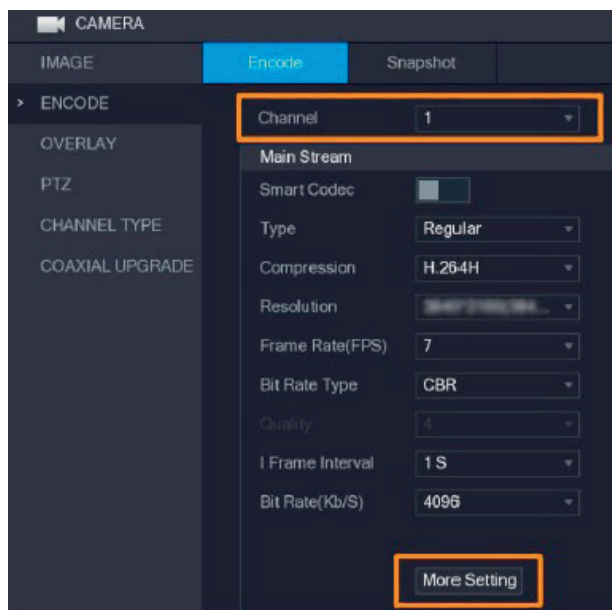 CAMERA
IMAGE
Encode Snapshot
> ENCODE
Channel 1
OVERLAY
Main Stream
PTZ
Smart Codec
CHANNEL TYPE
Type Regular
COAXIAL UPGRADE
Compression H.264H
Resolution
Frame Rate(FPS) 7
Bit Rate Type CBR
Quality 4
I Frame Interval 1 S
Bit Rate(Kb/S) 4096
More Setting